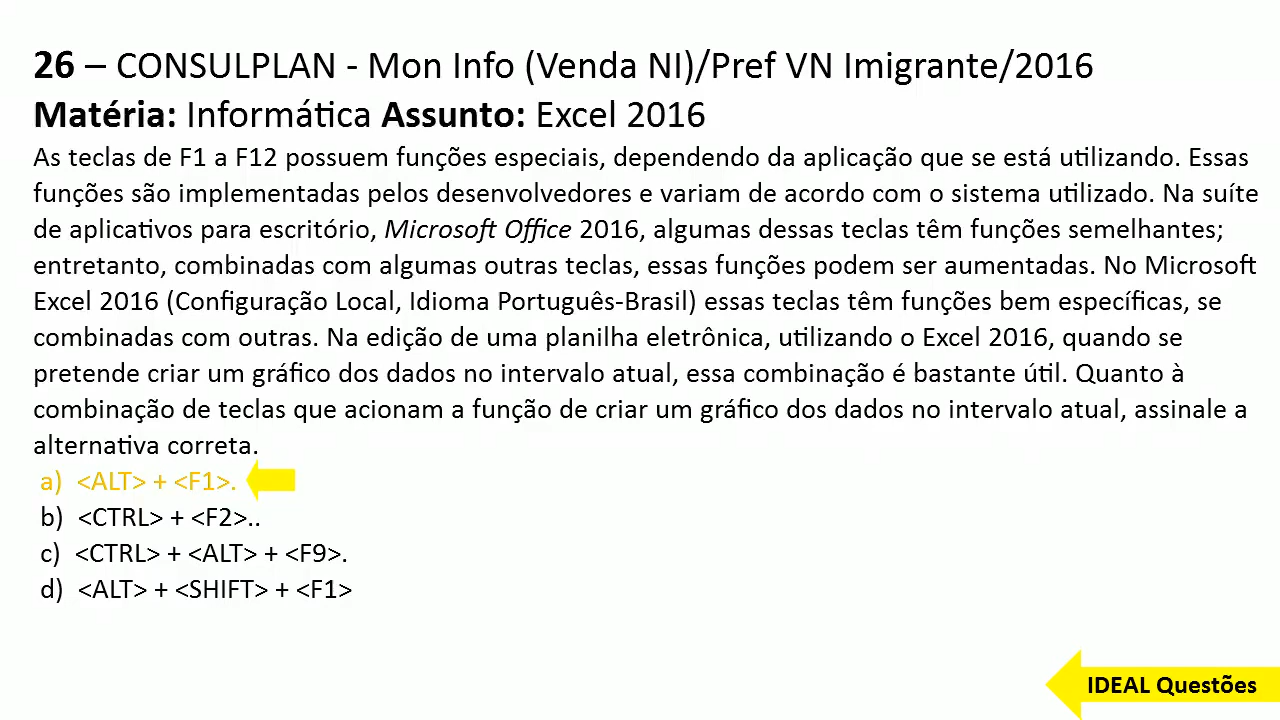 26 – CONSULPLAN - Mon Info (Venda NI)/Pref VN Imigrante/2016
Matéria: Informática Assunto: Excel 2016
As teclas de F1 a F12 possuem funções especiais, dependendo da aplicação que se está utilizando. Essas
funções são implementadas pelos desenvolvedores e variam de acordo com o sistema utilizado. Na suíte
de aplicativos para escritório, Microsoft Office 2016, algumas dessas teclas têm funções semelhantes;
entretanto, combinadas com algumas outras teclas, essas funções podem ser aumentadas. No Microsoft
Excel 2016 (Configuração Local, Idioma Português-Brasil) essas teclas têm funções bem específicas, se
combinadas com outras. Na edição de uma planilha eletrônica, utilizando o Excel 2016, quando se
pretende criar um gráfico dos dados no intervalo atual, essa combinação é bastante útil. Quanto à
combinação de teclas que acionam a função de criar um gráfico dos dados no intervalo atual, assinale a
alternativa correta.
a) <ALT> + <F1>.
b) <CTRL> + <F2>..
c) <CTRL> + <ALT> + <F9>.
d) <ALT> + <SHIFT> + <F1>
IDEAL Questões